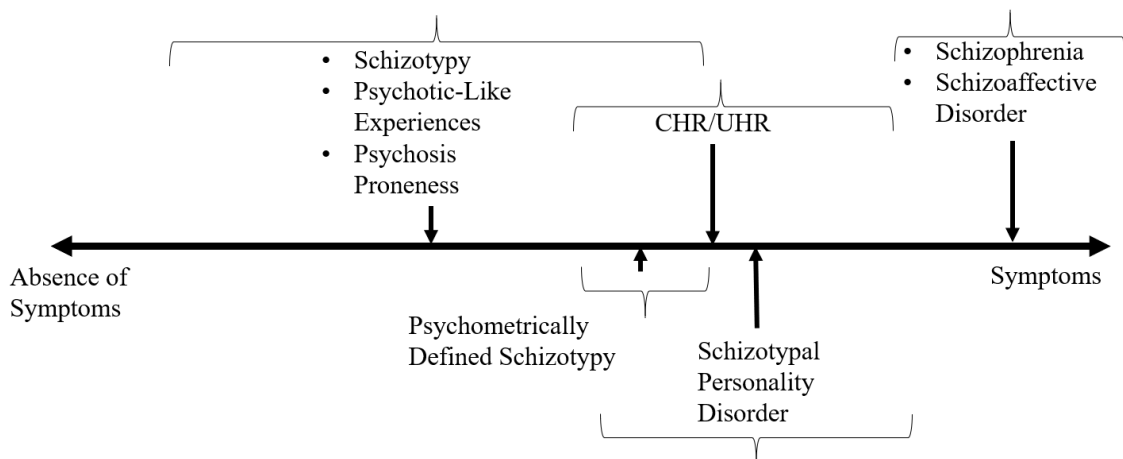 • Schizotypy
• Psychotic-Like
Experiences
• Psychosis
Proneness
CHR/UHR
• Schizophrenia
• Schizoaffective
Disorder
Absence of
Symptoms
Symptoms
Psychometrically
Defined Schizotypy
Schizotypal
Personality
Disorder